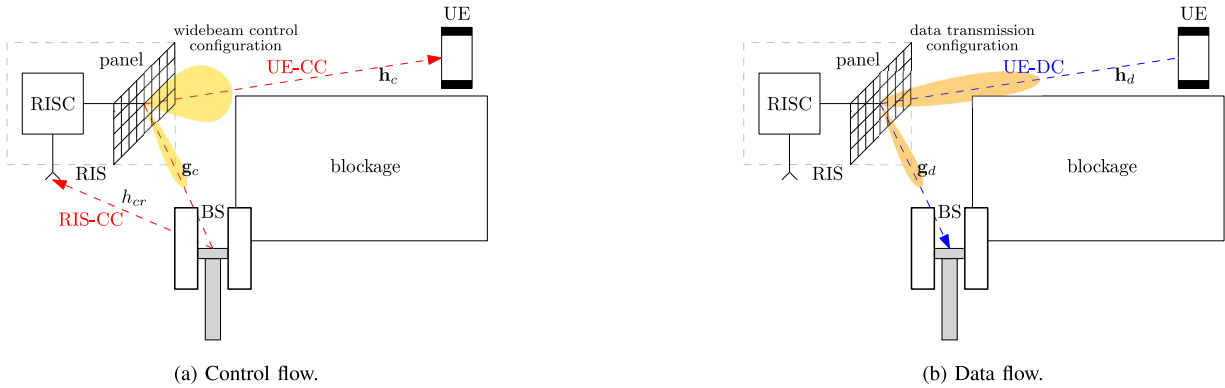 widebeam control
configuration
UE
panel
UE-CC
h_c
RISC
RIS
g_c
blockage
h_cr
BS
RIS-CC
(a) Control flow.
data transmission
configuration
UE
panel
UE-DC
h_d
RISC
RIS
g_d
blockage
BS
(b) Data flow.